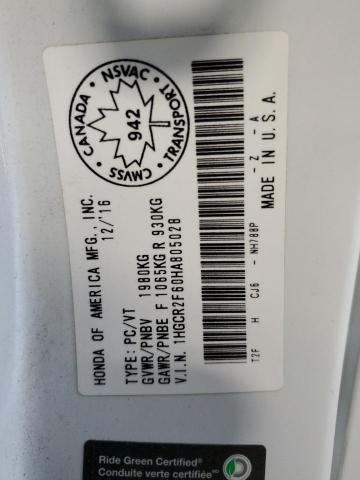 CANADA NSVAC TRANSPORT CMVSS
942
HONDA OF AMERICA MFG., INC.
12/'16
TYPE: PC/VT
GVWR/PNBV 1980KG
GAWR/PNBE F 1065KG R 930KG
V.I.N. 1HGCR2F60HA805028
T2F H CJ6 - NH788P - Z - A
MADE IN U.S.A.
Ride Green Certified®
Conduite verte certifiée